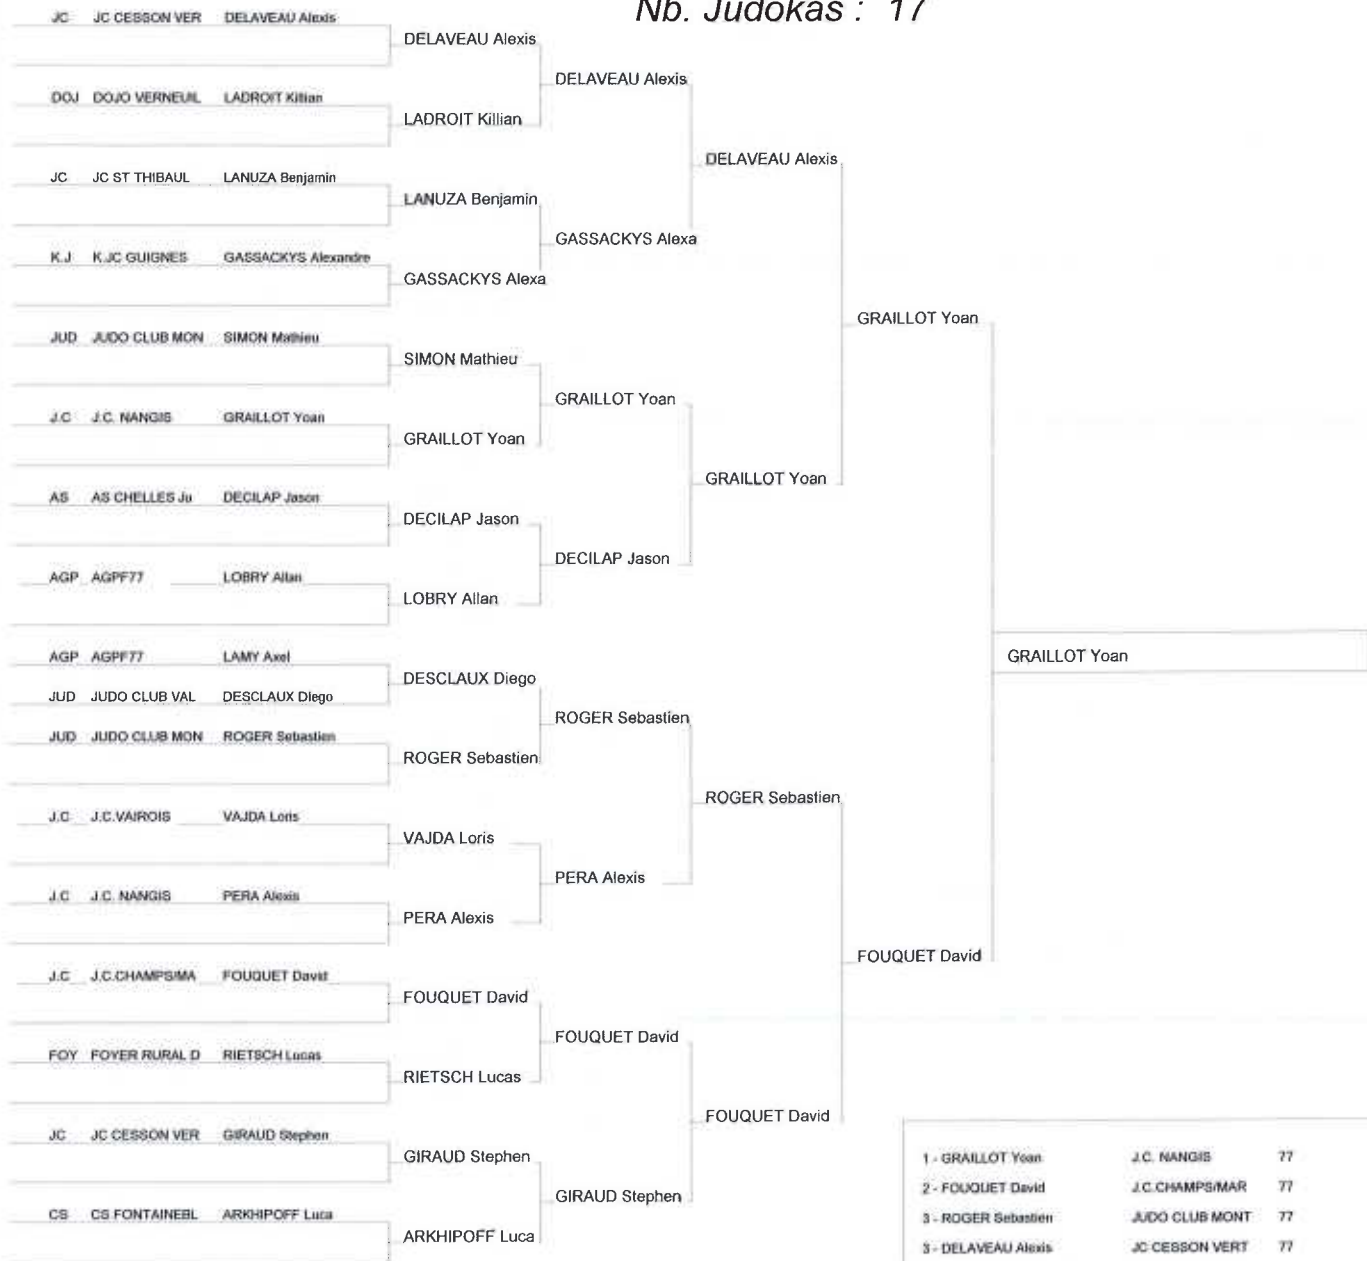 Nb. Judokas : 17
JC JC CESSON VER DELAVEAU Alexis
DELAVEAU Alexis
DELAVEAU Alexis
DOJ DOJO VERNEUIL LADROIT Killian
LADROIT Killian
DELAVEAU Alexis
JC JC ST THIBAUL LANUZA Benjamin
LANUZA Benjamin
GASSACKYS Alexa
K.J K.JC GUIGNES GASSACKYS Alexandre
GASSACKYS Alexa
GRAILLOT Yoan
JUD JUDO CLUB MON SIMON Mathieu
SIMON Mathieu
GRAILLOT Yoan
J.C J.C. NANGIS GRAILLOT Yoan
GRAILLOT Yoan
GRAILLOT Yoan
AS AS CHELLES Ju DECILAP Jason
DECILAP Jason
DECILAP Jason
AGP AGPF77 LOBRY Allan
LOBRY Allan
GRAILLOT Yoan
AGP AGPF77 LAMY Axel
DESCLAUX Diego
JUD JUDO CLUB VAL DESCLAUX Diego
ROGER Sebastien
JUD JUDO CLUB MON ROGER Sebastien
ROGER Sebastien
ROGER Sebastien
J.C J.C.VAIROIS VAJDA Loris
VAJDA Loris
PERA Alexis
J.C J.C. NANGIS PERA Alexis
PERA Alexis
FOUQUET David
J.C J.C.CHAMPS/MA FOUQUET David
FOUQUET David
FOUQUET David
FOY FOYER RURAL D RIETSCH Lucas
RIETSCH Lucas
FOUQUET David
JC JC CESSON VER GIRAUD Stephen
GIRAUD Stephen
GIRAUD Stephen
CS CS FONTAINEBL ARKHIPOFF Luca
ARKHIPOFF Luca
1 - GRAILLOT Yoan J.C. NANGIS 77
2 - FOUQUET David J.C.CHAMPS/MAR 77
3 - ROGER Sebastien JUDO CLUB MONT 77
3 - DELAVEAU Alexis JC CESSON VERT 77